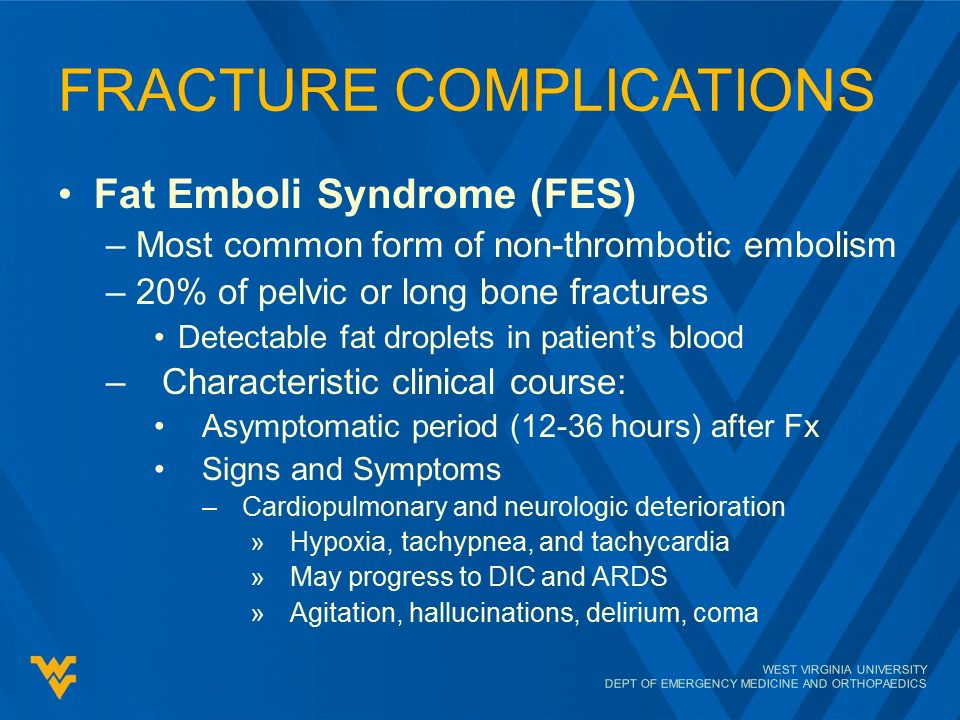 FRACTURE COMPLICATIONS
• Fat Emboli Syndrome (FES)
– Most common form of non-thrombotic embolism
– 20% of pelvic or long bone fractures
• Detectable fat droplets in patient’s blood
– Characteristic clinical course:
• Asymptomatic period (12-36 hours) after Fx
• Signs and Symptoms
– Cardiopulmonary and neurologic deterioration
» Hypoxia, tachypnea, and tachycardia
» May progress to DIC and ARDS
» Agitation, hallucinations, delirium, coma
WEST VIRGINIA UNIVERSITY
DEPT OF EMERGENCY MEDICINE AND ORTHOPAEDICS